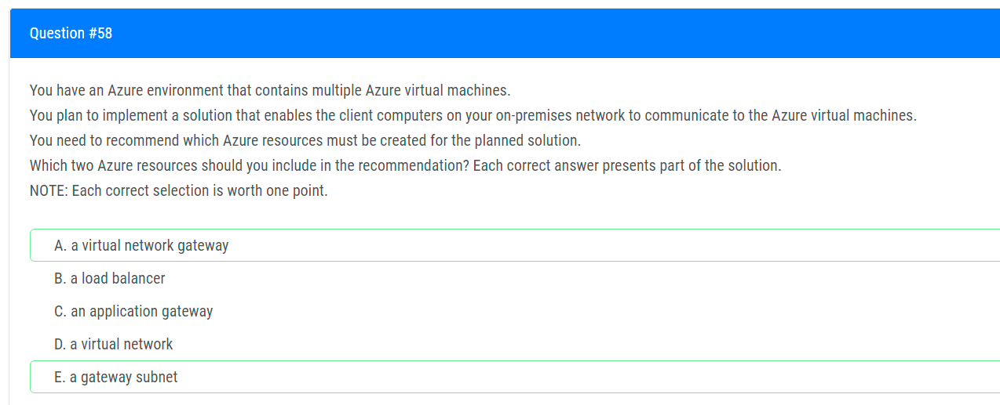 Question #58
You have an Azure environment that contains multiple Azure virtual machines.
You plan to implement a solution that enables the client computers on your on-premises network to communicate to the Azure virtual machines.
You need to recommend which Azure resources must be created for the planned solution.
Which two Azure resources should you include in the recommendation? Each correct answer presents part of the solution.
NOTE: Each correct selection is worth one point.
A. a virtual network gateway
B. a load balancer
C. an application gateway
D. a virtual network
E. a gateway subnet